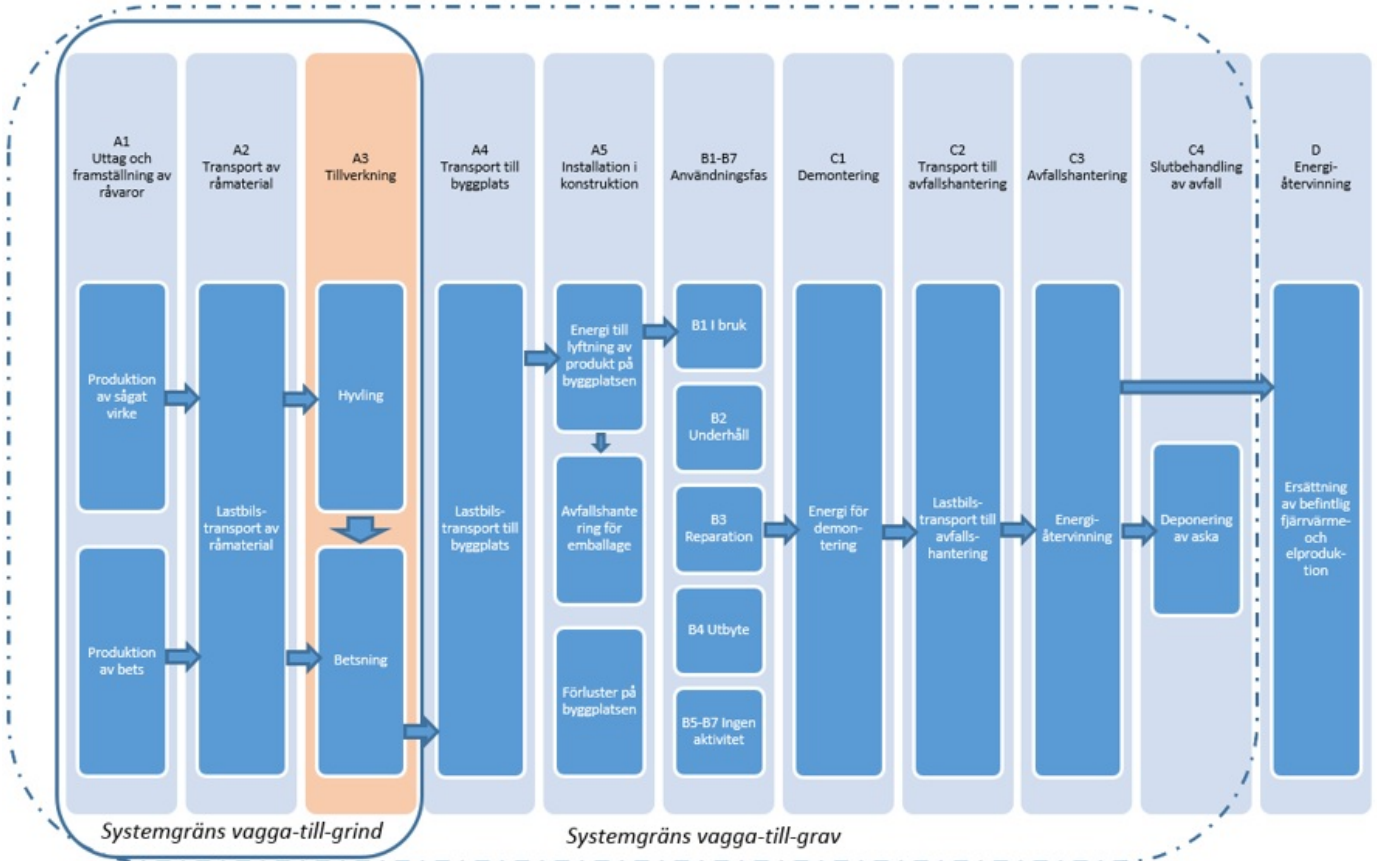 A1
Uttag och
framställning av
råvaror
A2
Transport av
råmaterial
A3
Tillverkning
A4
Transport till
byggplats
A5
Installation i
konstruktion
B1-B7
Användningsfas
C1
Demontering
C2
Transport till
avfallshantering
C3
Avfallshantering
C4
Slutbehandling
av avfall
D
Energi-
återvinning
Produktion
av sågat
virke
Produktion
av bets
Lastbils-
transport av
råmaterial
Hyvling
Betsning
Lastbils-
transport till
byggplats
Energi till
lyftning av
produkt på
byggplatsen
Avfallshante
ring för
emballage
Förluster på
byggplatsen
B1 I bruk
B2
Underhåll
B3
Reparation
B4 Utbyte
B5-B7 Ingen
aktivitet
Energi för
demon-
tering
Lastbils-
transport till
avfalls-
hantering
Energi-
återvinning
Deponering
av aska
Ersättning
av befintlig
fjärrvärme-
och
elproduk-
tion
Systemgräns vagga-till-grind
Systemgräns vagga-till-grav